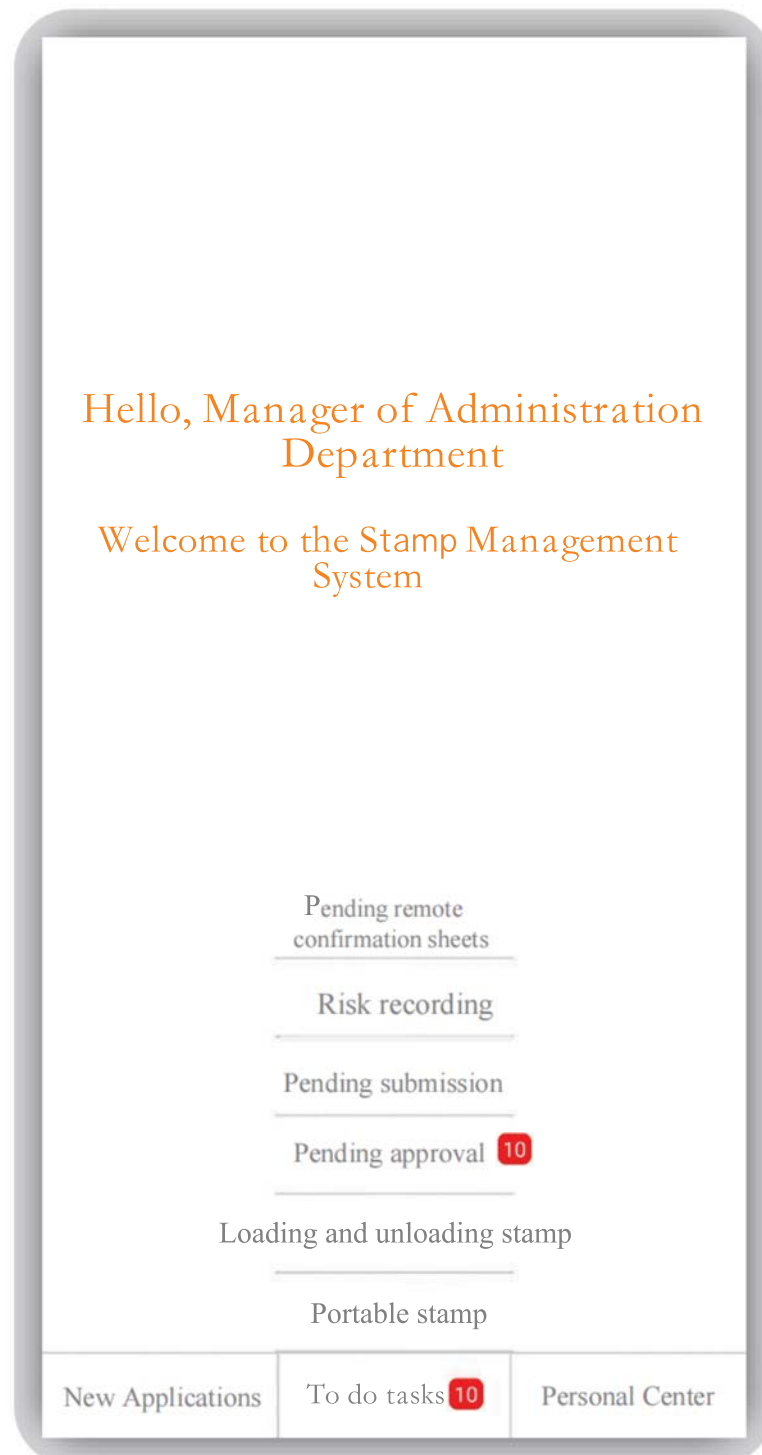 Hello, Manager of Administration
Department
Welcome to the Stamp Management
System
Pending remote
confirmation sheets
Risk recording
Pending submission
Pending approval 10
Loading and unloading stamp
Portable stamp
New Applications To do tasks 10 Personal Center